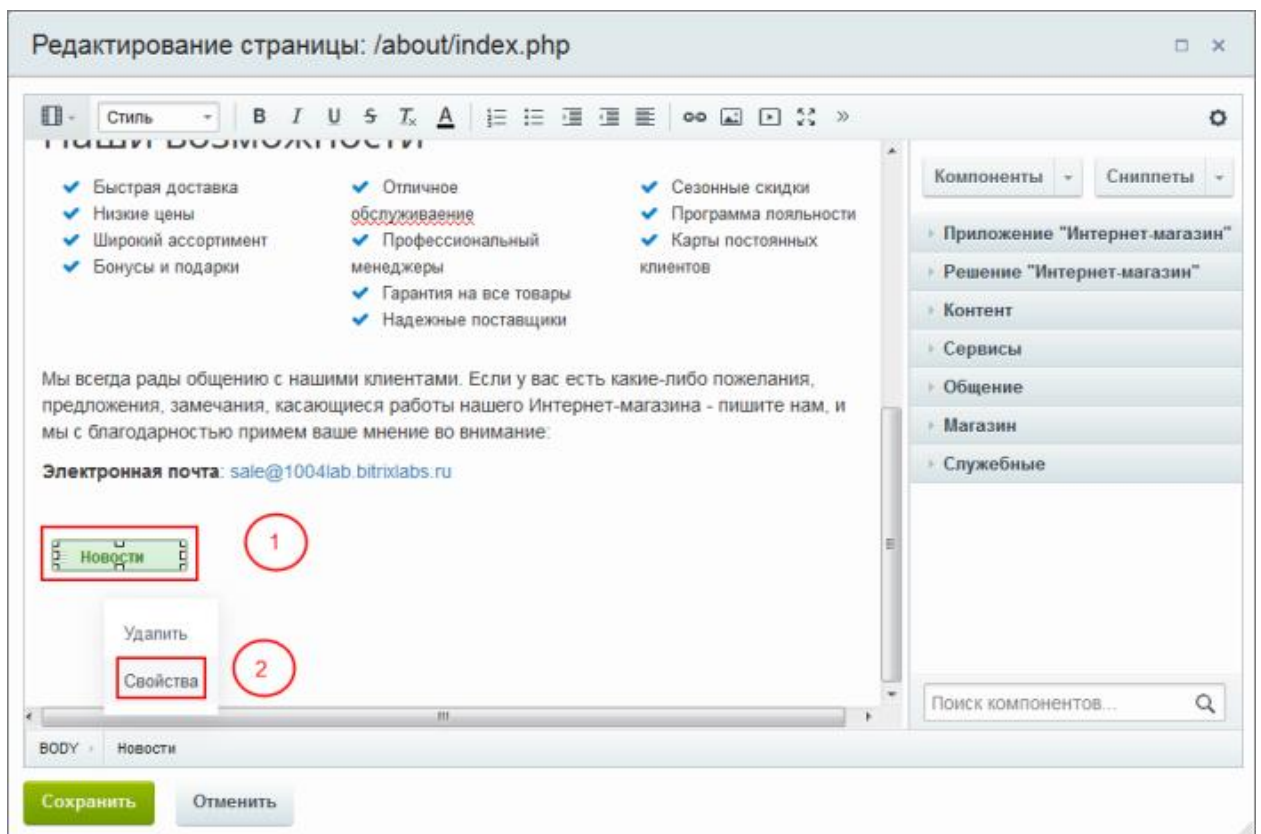 Редактирование страницы: /about/index.php
Стиль B I U S Tx A »
Наши возможности
Быстрая доставка
Низкие цены
Широкий ассортимент
Бонусы и подарки
Отличное
обслуживаение
Профессиональный
менеджеры
Гарантия на все товары
Надежные поставщики
Сезонные скидки
Программа лояльности
Карты постоянных
клиентов
Мы всегда рады общению с нашими клиентами. Если у вас есть какие-либо пожелания,
предложения, замечания, касающиеся работы нашего Интернет-магазина - пишите нам, и
мы с благодарностью примем ваше мнение во внимание:
Электронная почта: sale@1004lab.bitrixlabs.ru
Новости
1
Удалить
Свойства
2
Компоненты
Сниппеты
Приложение "Интернет-магазин"
Решение "Интернет-магазин"
Контент
Сервисы
Общение
Магазин
Служебные
Поиск компонентов...
BODY
Новости
Сохранить
Отменить